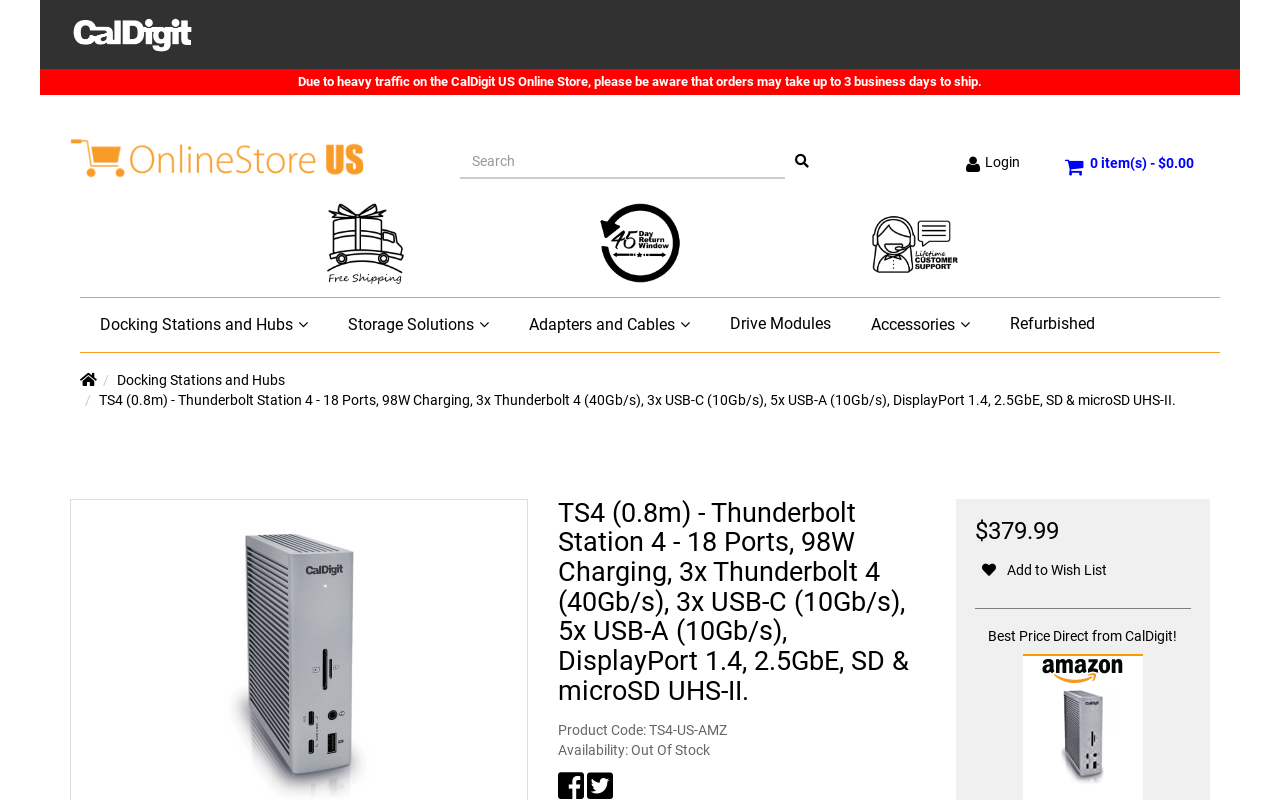 CalDigit
Due to heavy traffic on the CalDigit US Online Store, please be aware that orders may take up to 3 business days to ship.
OnlineStore US
Search
Login
0 item(s) - $0.00
Free Shipping
45 Day Return Window
Lifetime CUSTOMER SUPPORT
Docking Stations and Hubs
Storage Solutions
Adapters and Cables
Drive Modules
Accessories
Refurbished
/ Docking Stations and Hubs
/ TS4 (0.8m) - Thunderbolt Station 4 - 18 Ports, 98W Charging, 3x Thunderbolt 4 (40Gb/s), 3x USB-C (10Gb/s), 5x USB-A (10Gb/s), DisplayPort 1.4, 2.5GbE, SD & microSD UHS-II.
CalDigit
TS4 (0.8m) - Thunderbolt
Station 4 - 18 Ports, 98W
Charging, 3x Thunderbolt 4
(40Gb/s), 3x USB-C (10Gb/s),
5x USB-A (10Gb/s),
DisplayPort 1.4, 2.5GbE, SD &
microSD UHS-II.
Product Code: TS4-US-AMZ
Availability: Out Of Stock
$379.99
Add to Wish List
Best Price Direct from CalDigit!
amazon
CalDigit